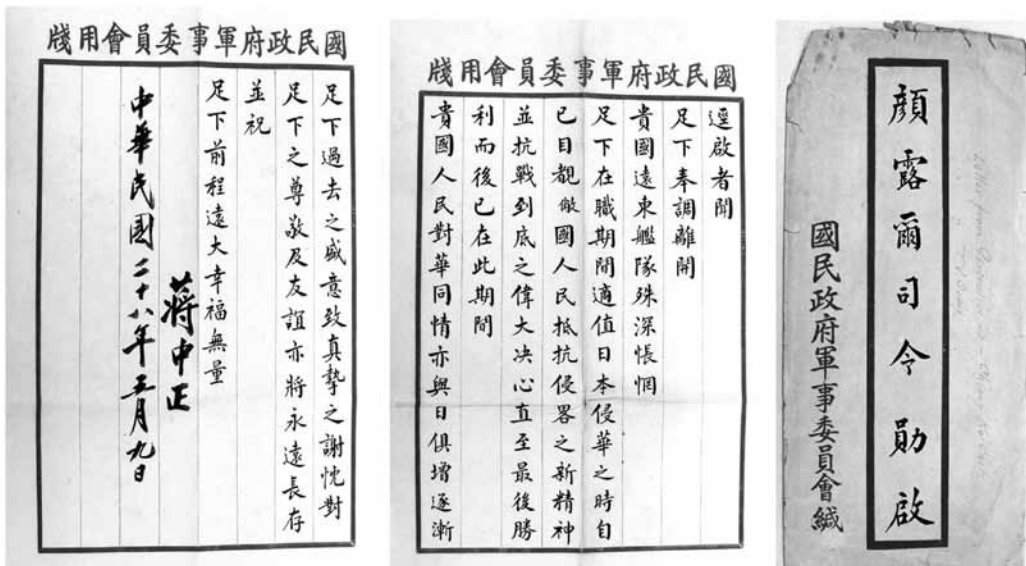 顏露爾司令勛啟
國民政府軍事委員會緘
國民政府軍事委員會用牋
逕啟者聞
足下奉調離開
貴國遠東艦隊殊深悵惘
足下在職期間適值日本侵華之時自
已目覩敝國人民抵抗侵畧之新精神
並抗戰到底之偉大决心直至最後勝
利而後已在此期間
貴國人民對華同情亦與日俱增逐漸
國民政府軍事委員會用牋
足下過去之盛意致真摯之謝忱對
足下之尊敬及友誼亦將永遠長存
並祝
足下前程遠大幸福無量
蔣中正
中華民國二十八年五月九日